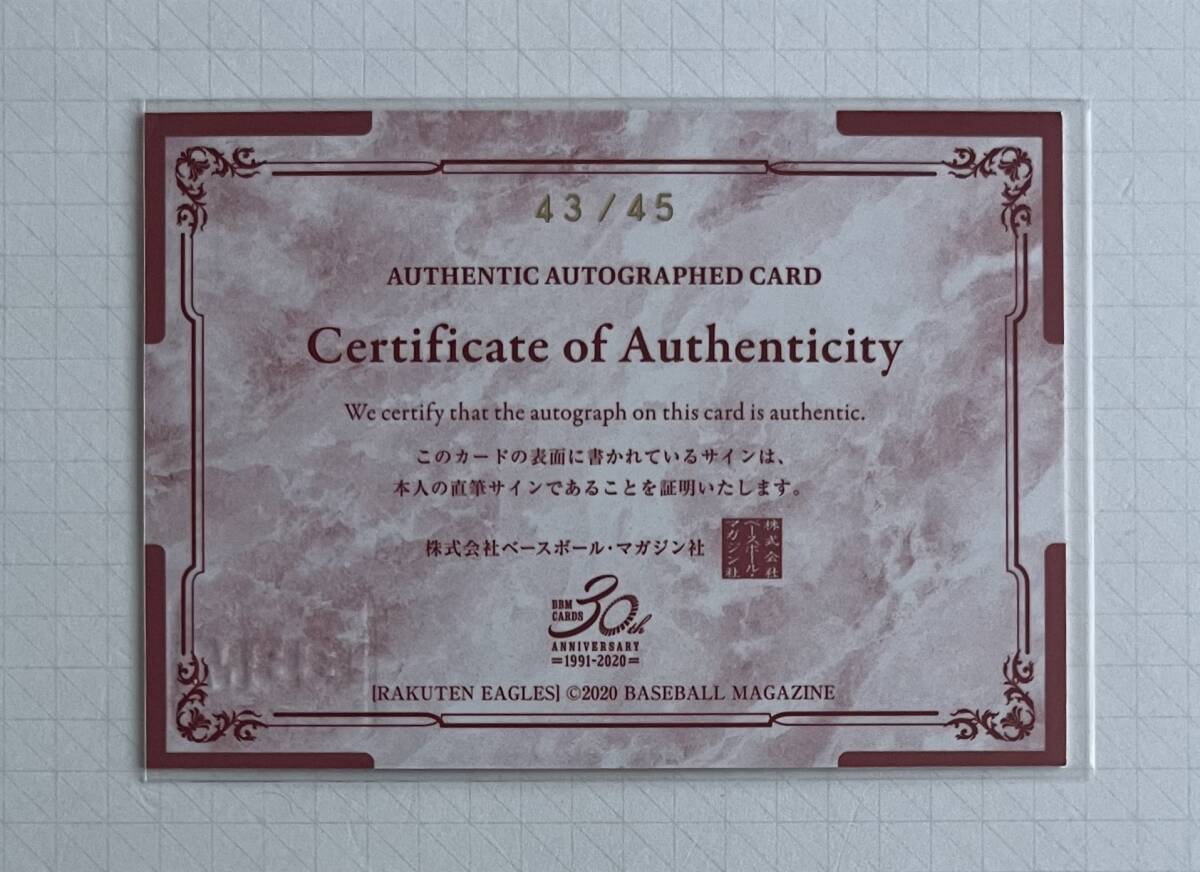 43/45
AUTHENTIC AUTOGRAPHED CARD
Certificate of Authenticity
We certify that the autograph on this card is authentic.
このカードの表面に書かれているサインは、
本人の直筆サインであることを証明いたします。
株式会社ベースボール・マガジン社
株式会社
ベースボール・
マガジン社
BBM
CARDS
30th
ANNIVERSARY
1991-2020
[RAKUTEN EAGLES] ©2020 BASEBALL MAGAZINE